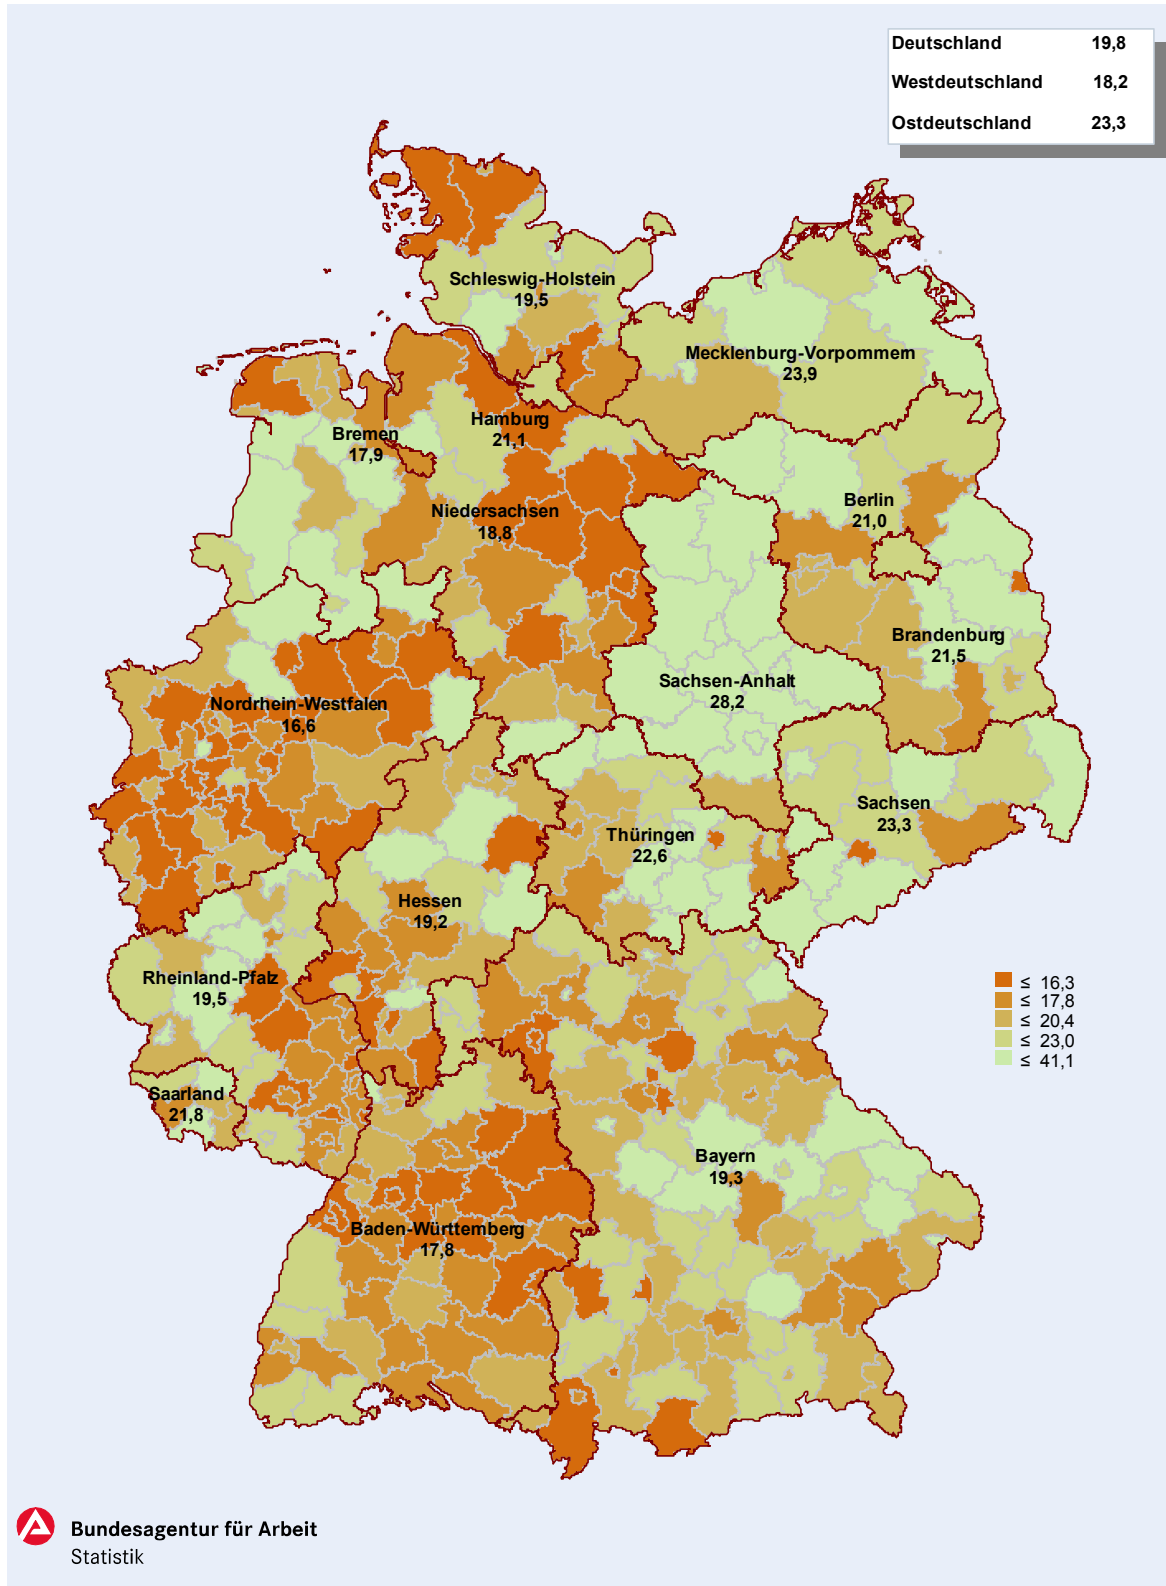 Deutschland 19,8
Westdeutschland 18,2
Ostdeutschland 23,3
Schleswig-Holstein
19,5
Mecklenburg-Vorpommern
23,9
Hamburg
21,1
Bremen
17,9
Berlin
21,0
Niedersachsen
18,8
Brandenburg
21,5
Sachsen-Anhalt
28,2
Nordrhein-Westfalen
16,6
Sachsen
23,3
Thüringen
22,6
Hessen
19,2
Rheinland-Pfalz
19,5
≤ 16,3
≤ 17,8
≤ 20,4
≤ 23,0
≤ 41,1
Saarland
21,8
Bayern
19,3
Baden-Württemberg
17,8
Bundesagentur für Arbeit
Statistik